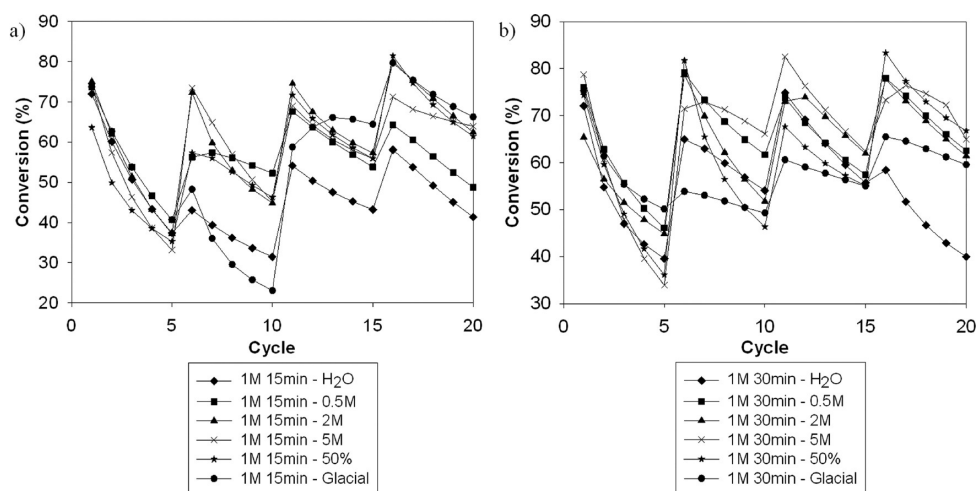 a)
Conversion (%)
90
80
70
60
50
40
30
20
0
5
10
15
20
Cycle
1M 15min - H₂O
1M 15min - 0.5M
1M 15min - 2M
1M 15min - 5M
1M 15min - 50%
1M 15min - Glacial
b)
Conversion (%)
90
80
70
60
50
40
30
0
5
10
15
20
Cycle
1M 30min - H₂O
1M 30min - 0.5M
1M 30min - 2M
1M 30min - 5M
1M 30min - 50%
1M 30min - Glacial